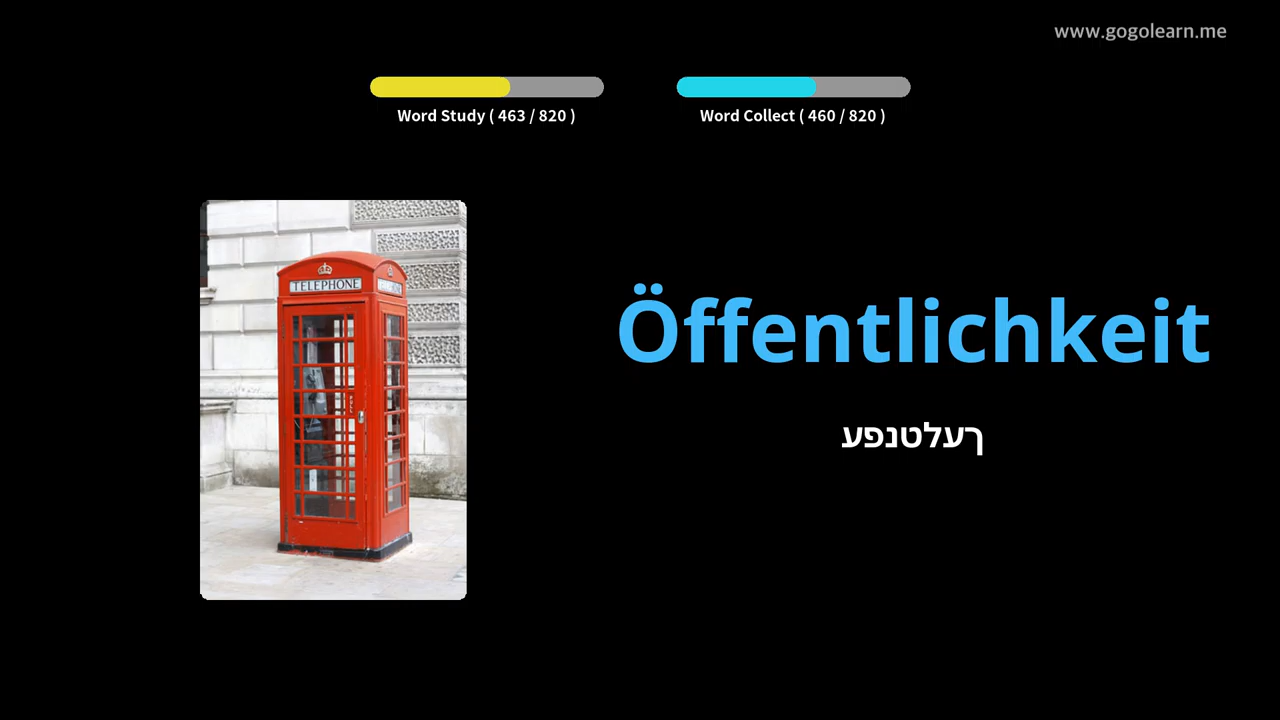 www.gogolearn.me
Word Study ( 463 / 820 )
Word Collect ( 460 / 820 )
TELEPHONE
Öffentlichkeit
ךעלטנפע